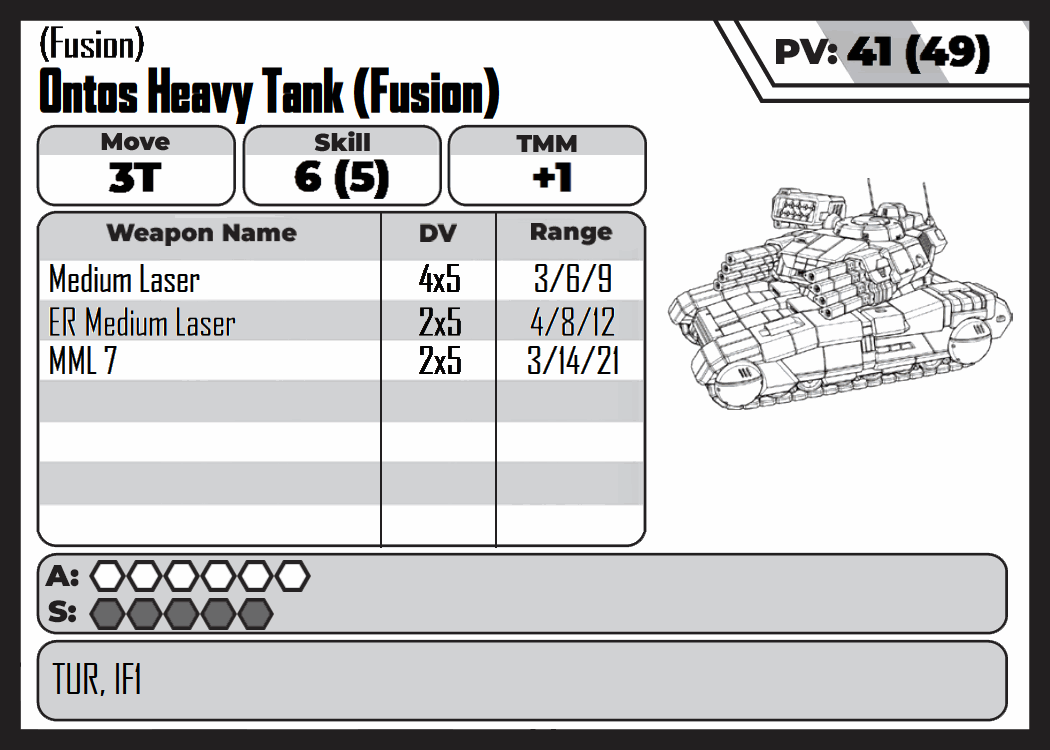 (Fusion)
Ontos Heavy Tank (Fusion)
PV: 41 (49)
Move Skill TMM
3T 6 (5) +1
Weapon Name DV Range
Medium Laser 4x5 3/6/9
ER Medium Laser 2x5 4/8/12
MML 7 2x5 3/14/21
A:
S:
TUR, IF1